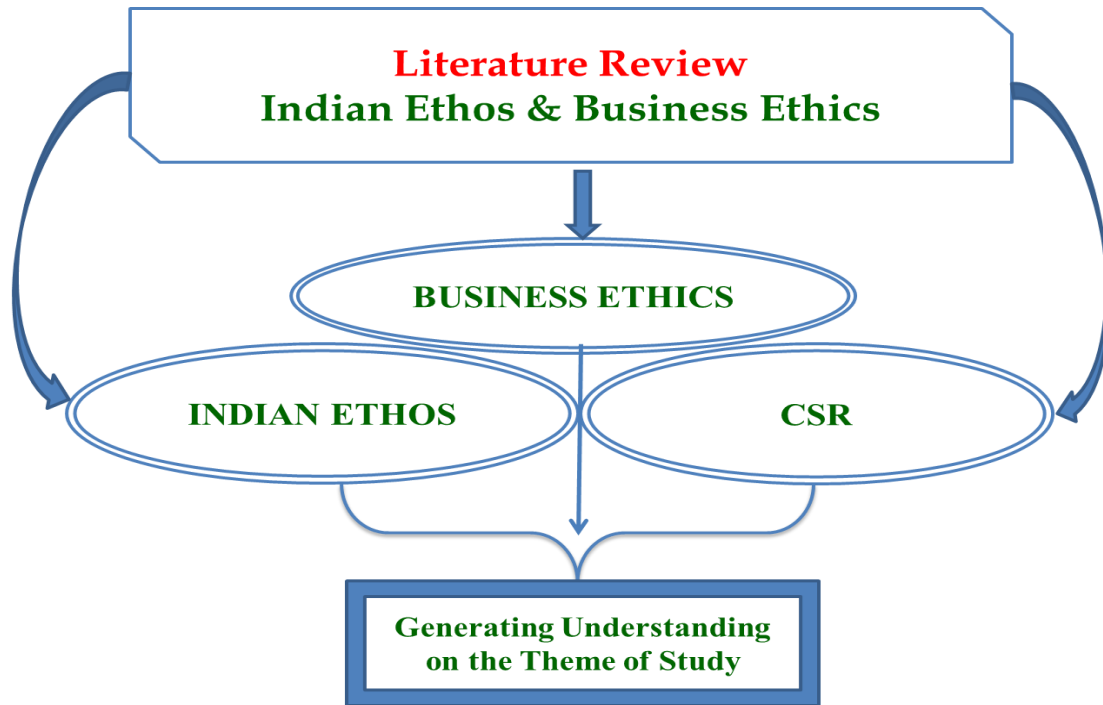 Literature Review
Indian Ethos & Business Ethics
BUSINESS ETHICS
INDIAN ETHOS
CSR
Generating Understanding
on the Theme of Study